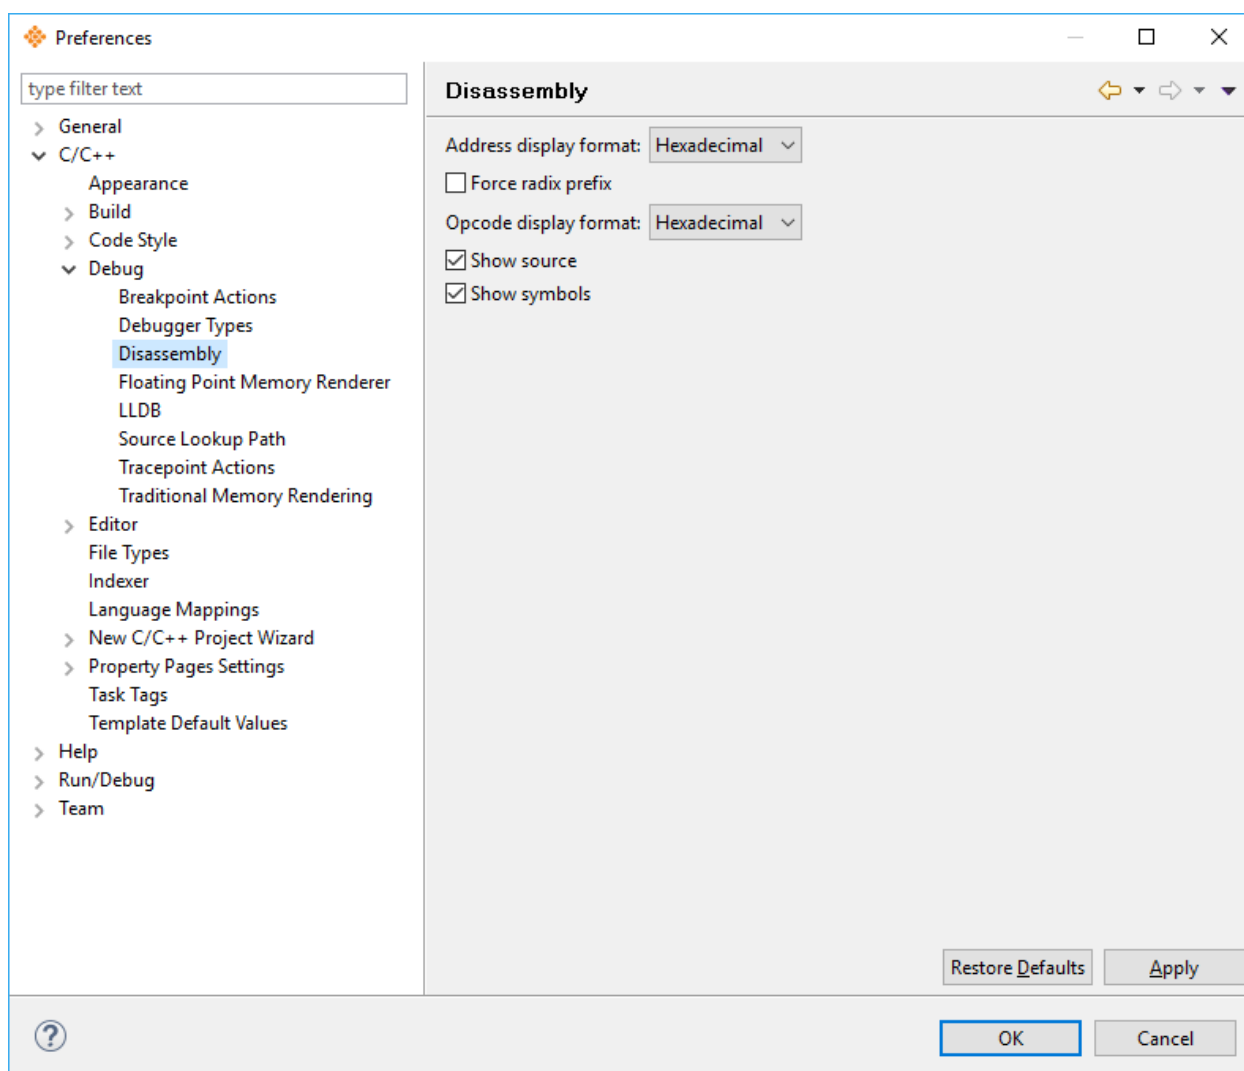 Preferences
type filter text
General
C/C++
Appearance
Build
Code Style
Debug
Breakpoint Actions
Debugger Types
Disassembly
Floating Point Memory Renderer
LLDB
Source Lookup Path
Tracepoint Actions
Traditional Memory Rendering
Editor
File Types
Indexer
Language Mappings
New C/C++ Project Wizard
Property Pages Settings
Task Tags
Template Default Values
Help
Run/Debug
Team
Disassembly
Address display format: Hexadecimal
Force radix prefix
Opcode display format: Hexadecimal
Show source
Show symbols
Restore Defaults Apply
? OK Cancel